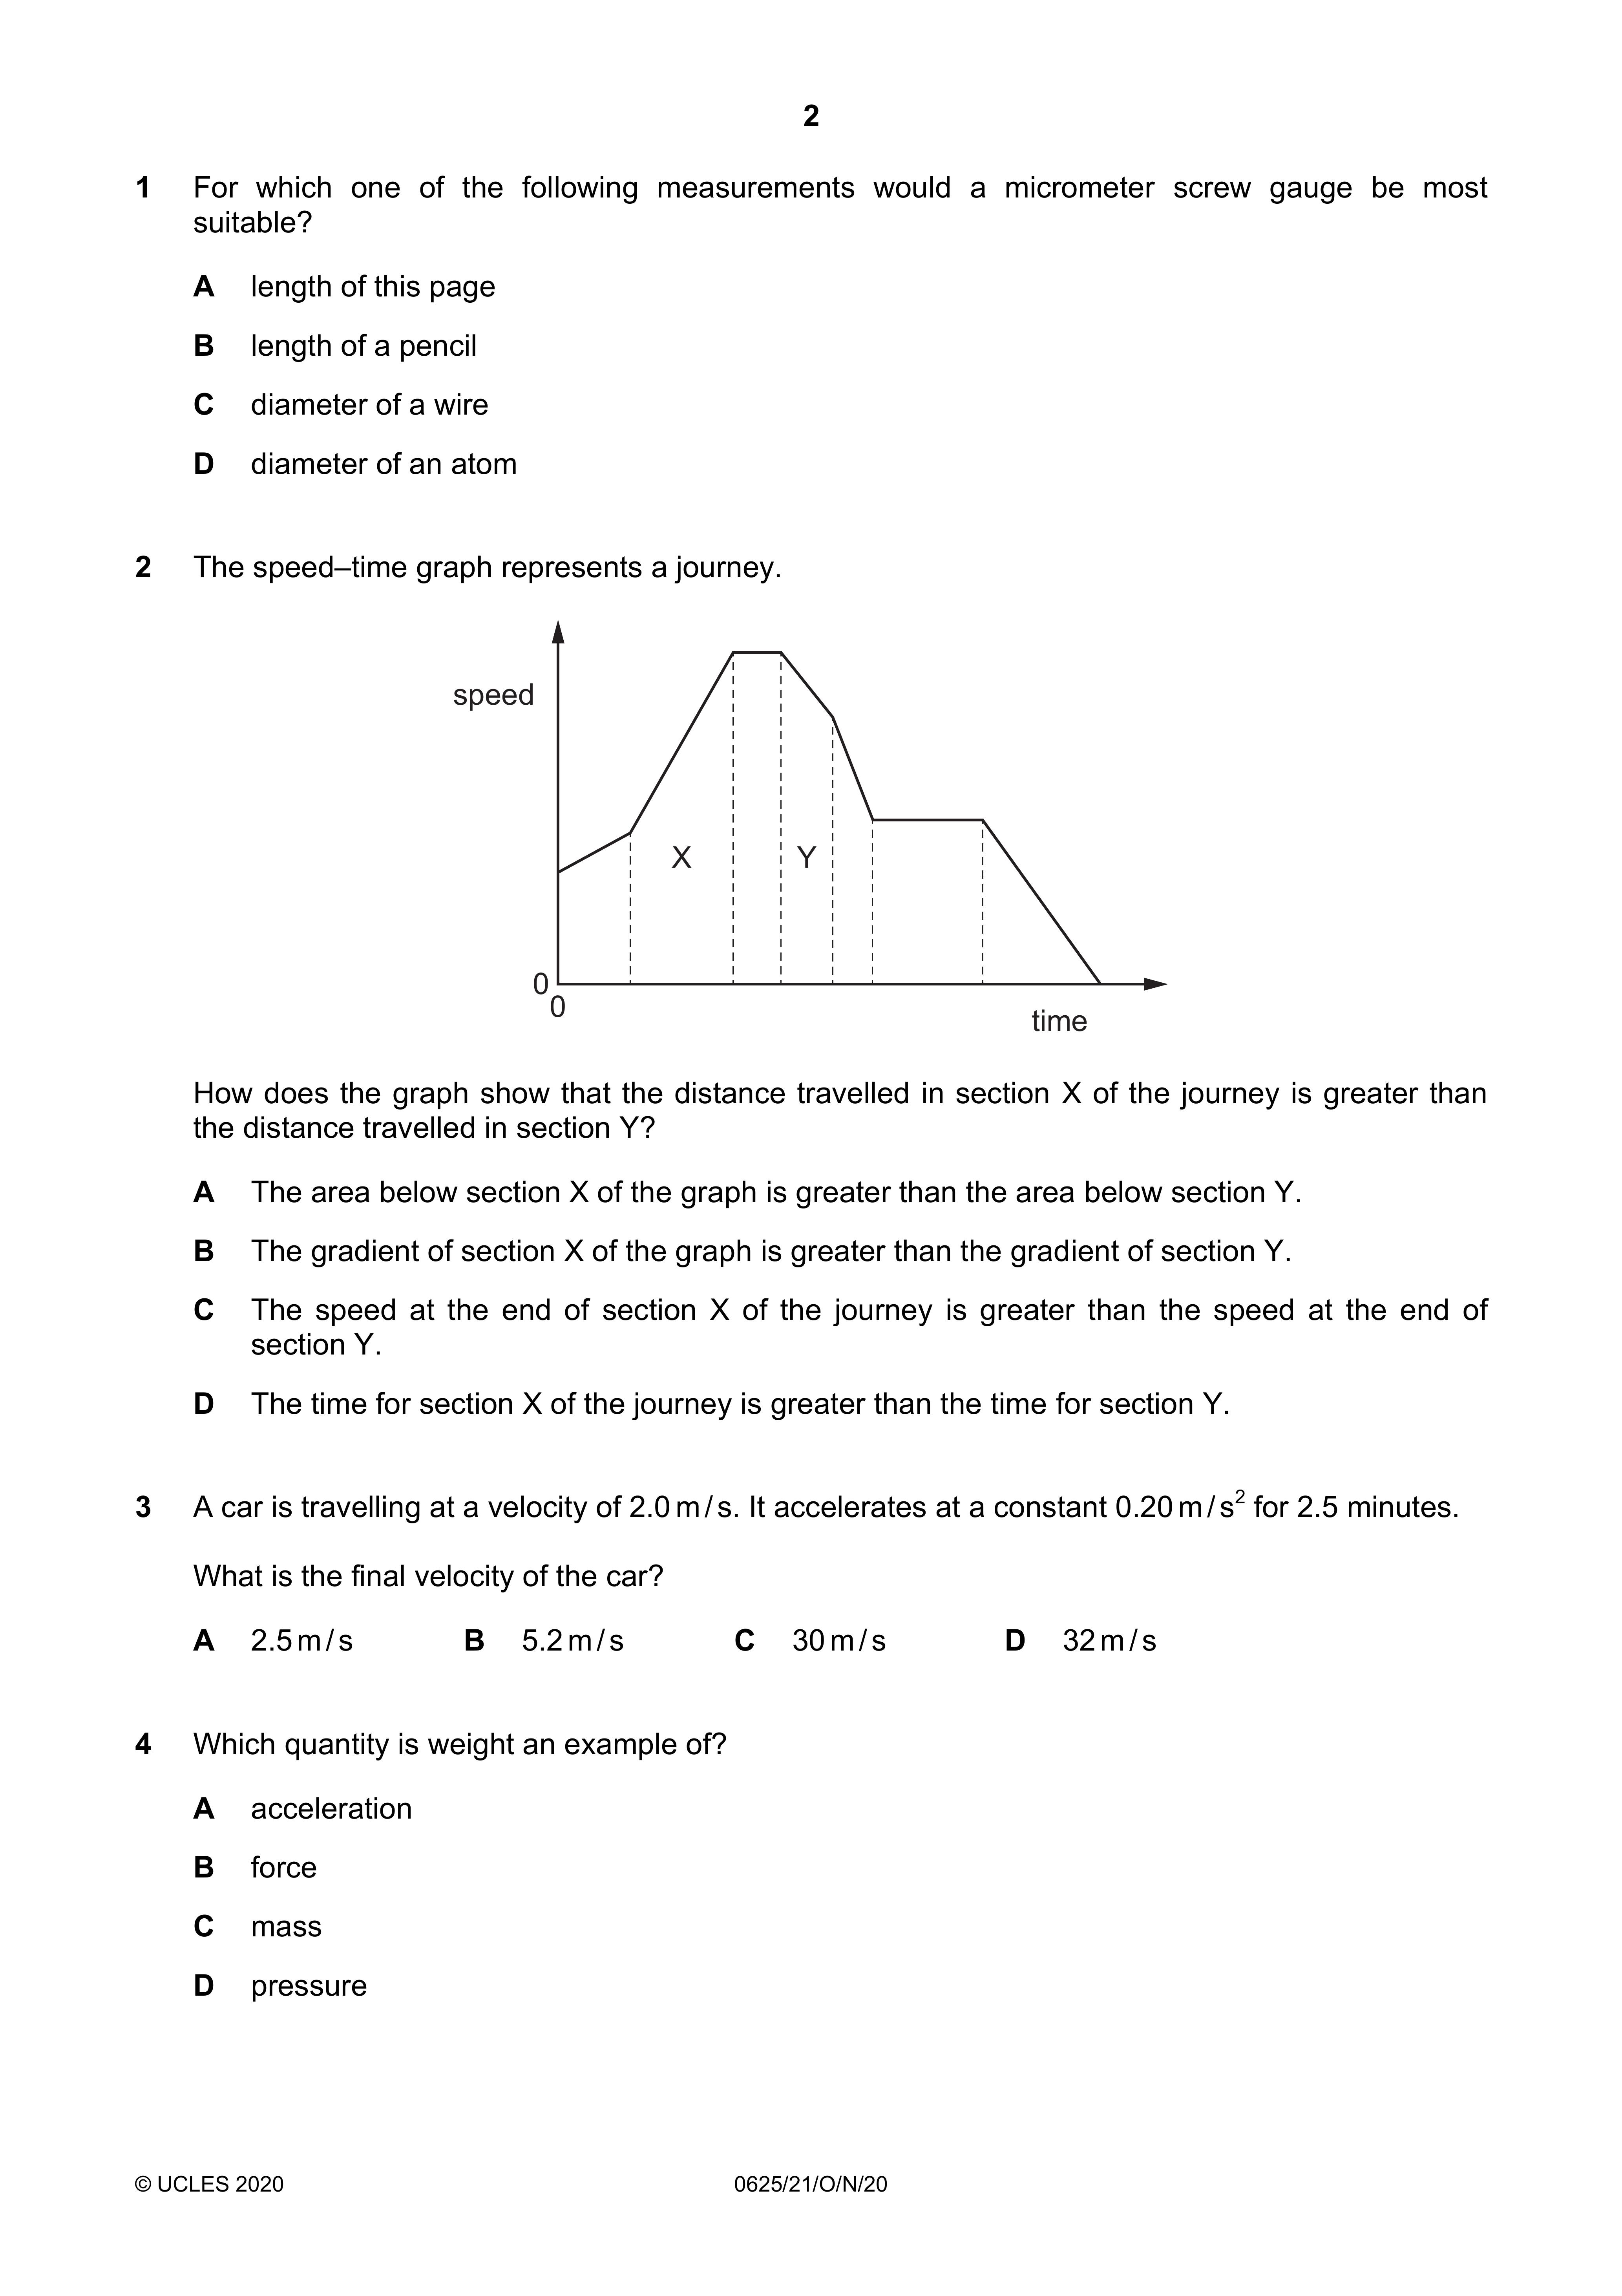 2
1 For which one of the following measurements would a micrometer screw gauge be most
suitable?
A length of this page
B length of a pencil
C diameter of a wire
D diameter of an atom
2 The speed–time graph represents a journey.
speed
X Y
0
0
time
How does the graph show that the distance travelled in section X of the journey is greater than
the distance travelled in section Y?
A The area below section X of the graph is greater than the area below section Y.
B The gradient of section X of the graph is greater than the gradient of section Y.
C The speed at the end of section X of the journey is greater than the speed at the end of
section Y.
D The time for section X of the journey is greater than the time for section Y.
3 A car is travelling at a velocity of 2.0 m / s. It accelerates at a constant 0.20 m / s² for 2.5 minutes.
What is the final velocity of the car?
A 2.5 m / s B 5.2 m / s C 30 m / s D 32 m / s
4 Which quantity is weight an example of?
A acceleration
B force
C mass
D pressure
© UCLES 2020 0625/21/O/N/20